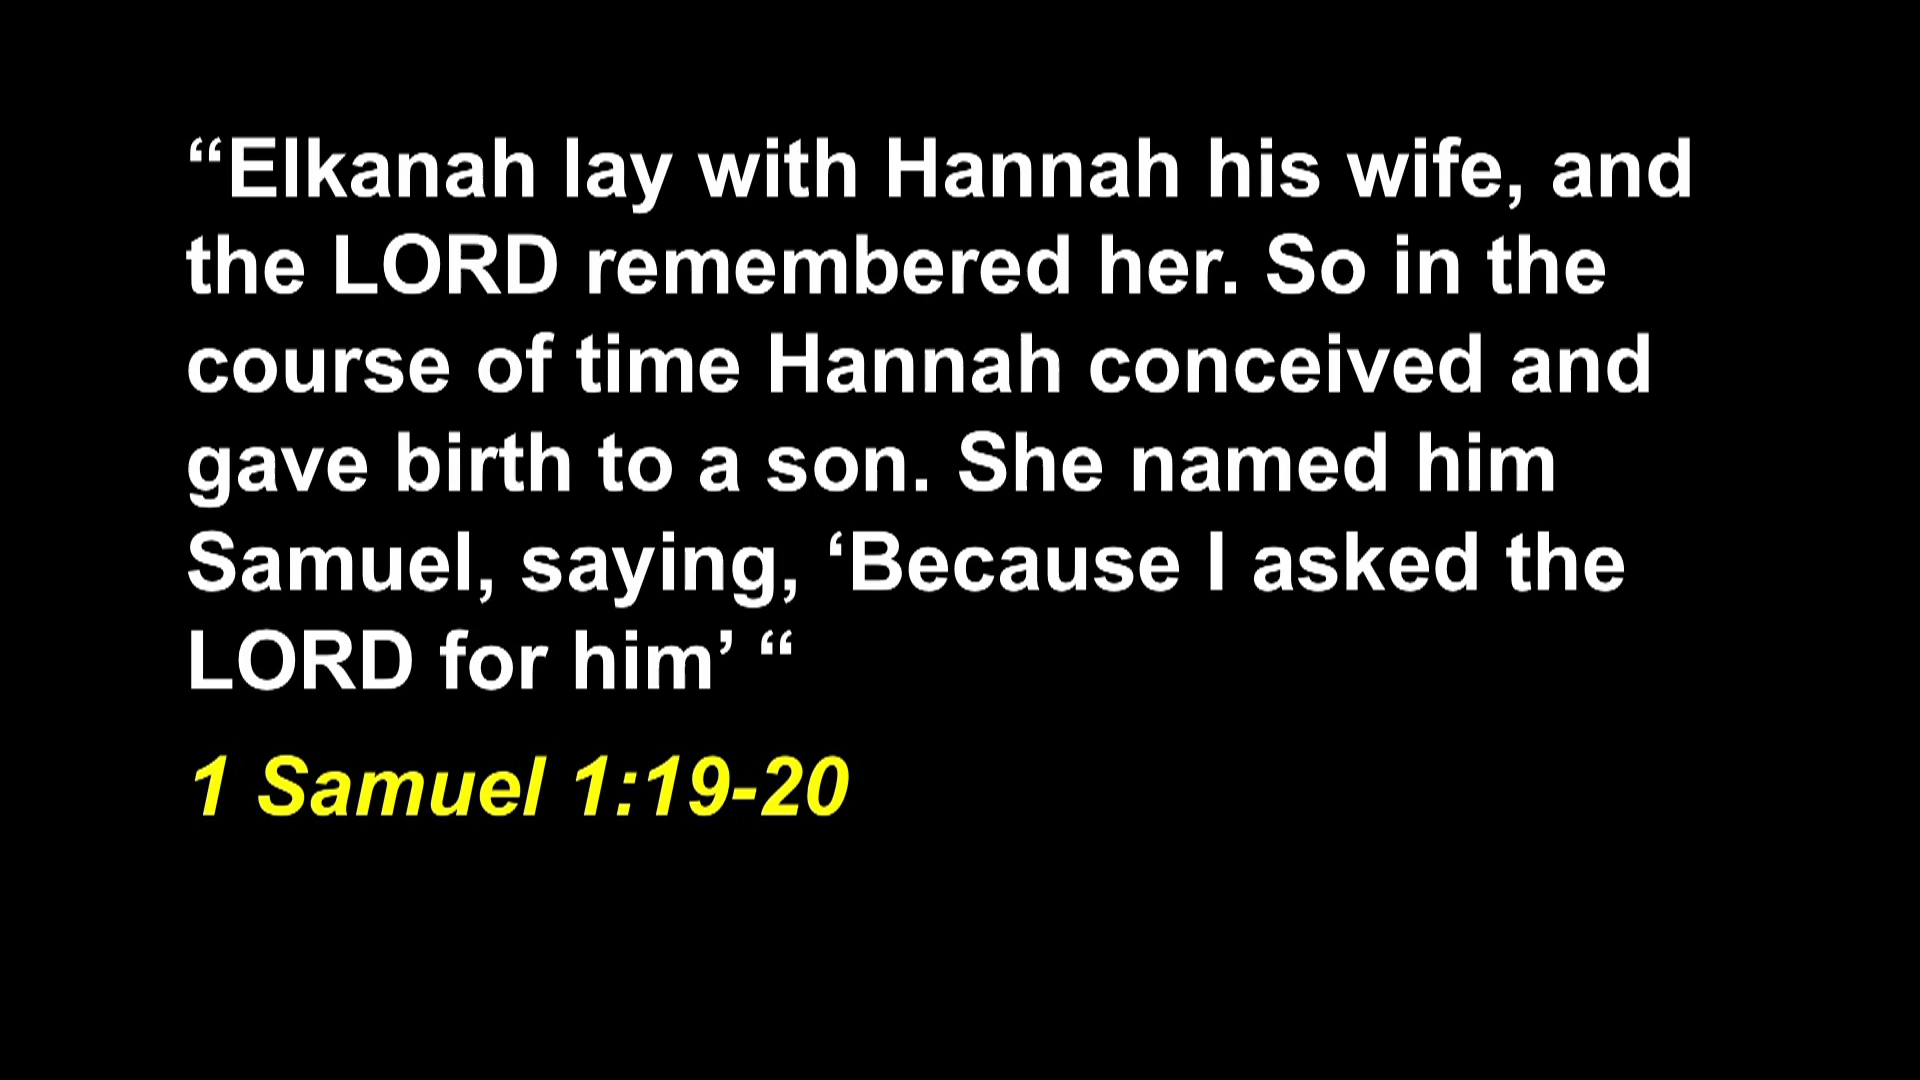 “Elkanah lay with Hannah his wife, and
the LORD remembered her. So in the
course of time Hannah conceived and
gave birth to a son. She named him
Samuel, saying, ‘Because I asked the
LORD for him’ “
1 Samuel 1:19-20